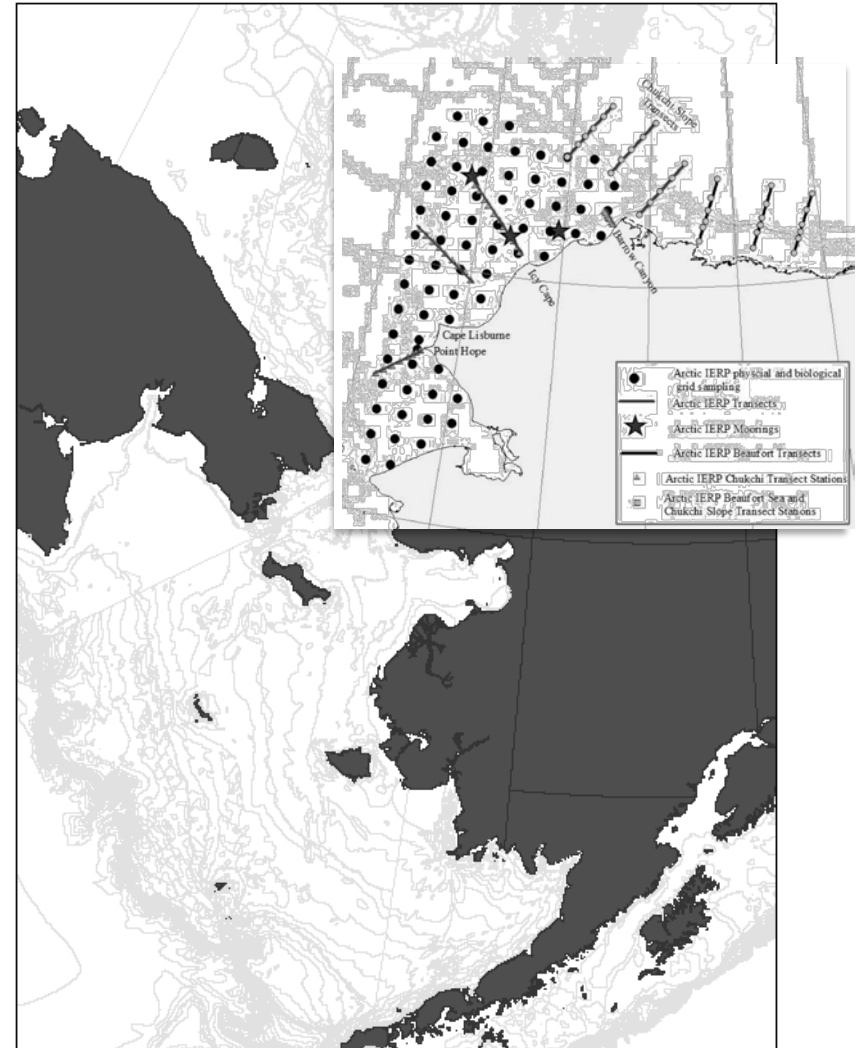 Chukchi Slope
Transects
Barrow Canyon
Icy Cape
Cape Lisburne
Point Hope
Arctic IERP physcial and biological
grid sampling
Arctic IERP Transects
Arctic IERP Moorings
Arctic IERP Beaufort Transects
Arctic IERP Chukchi Transect Stations
Arctic IERP Beaufort Sea and
Chukchi Slope Transect Stations